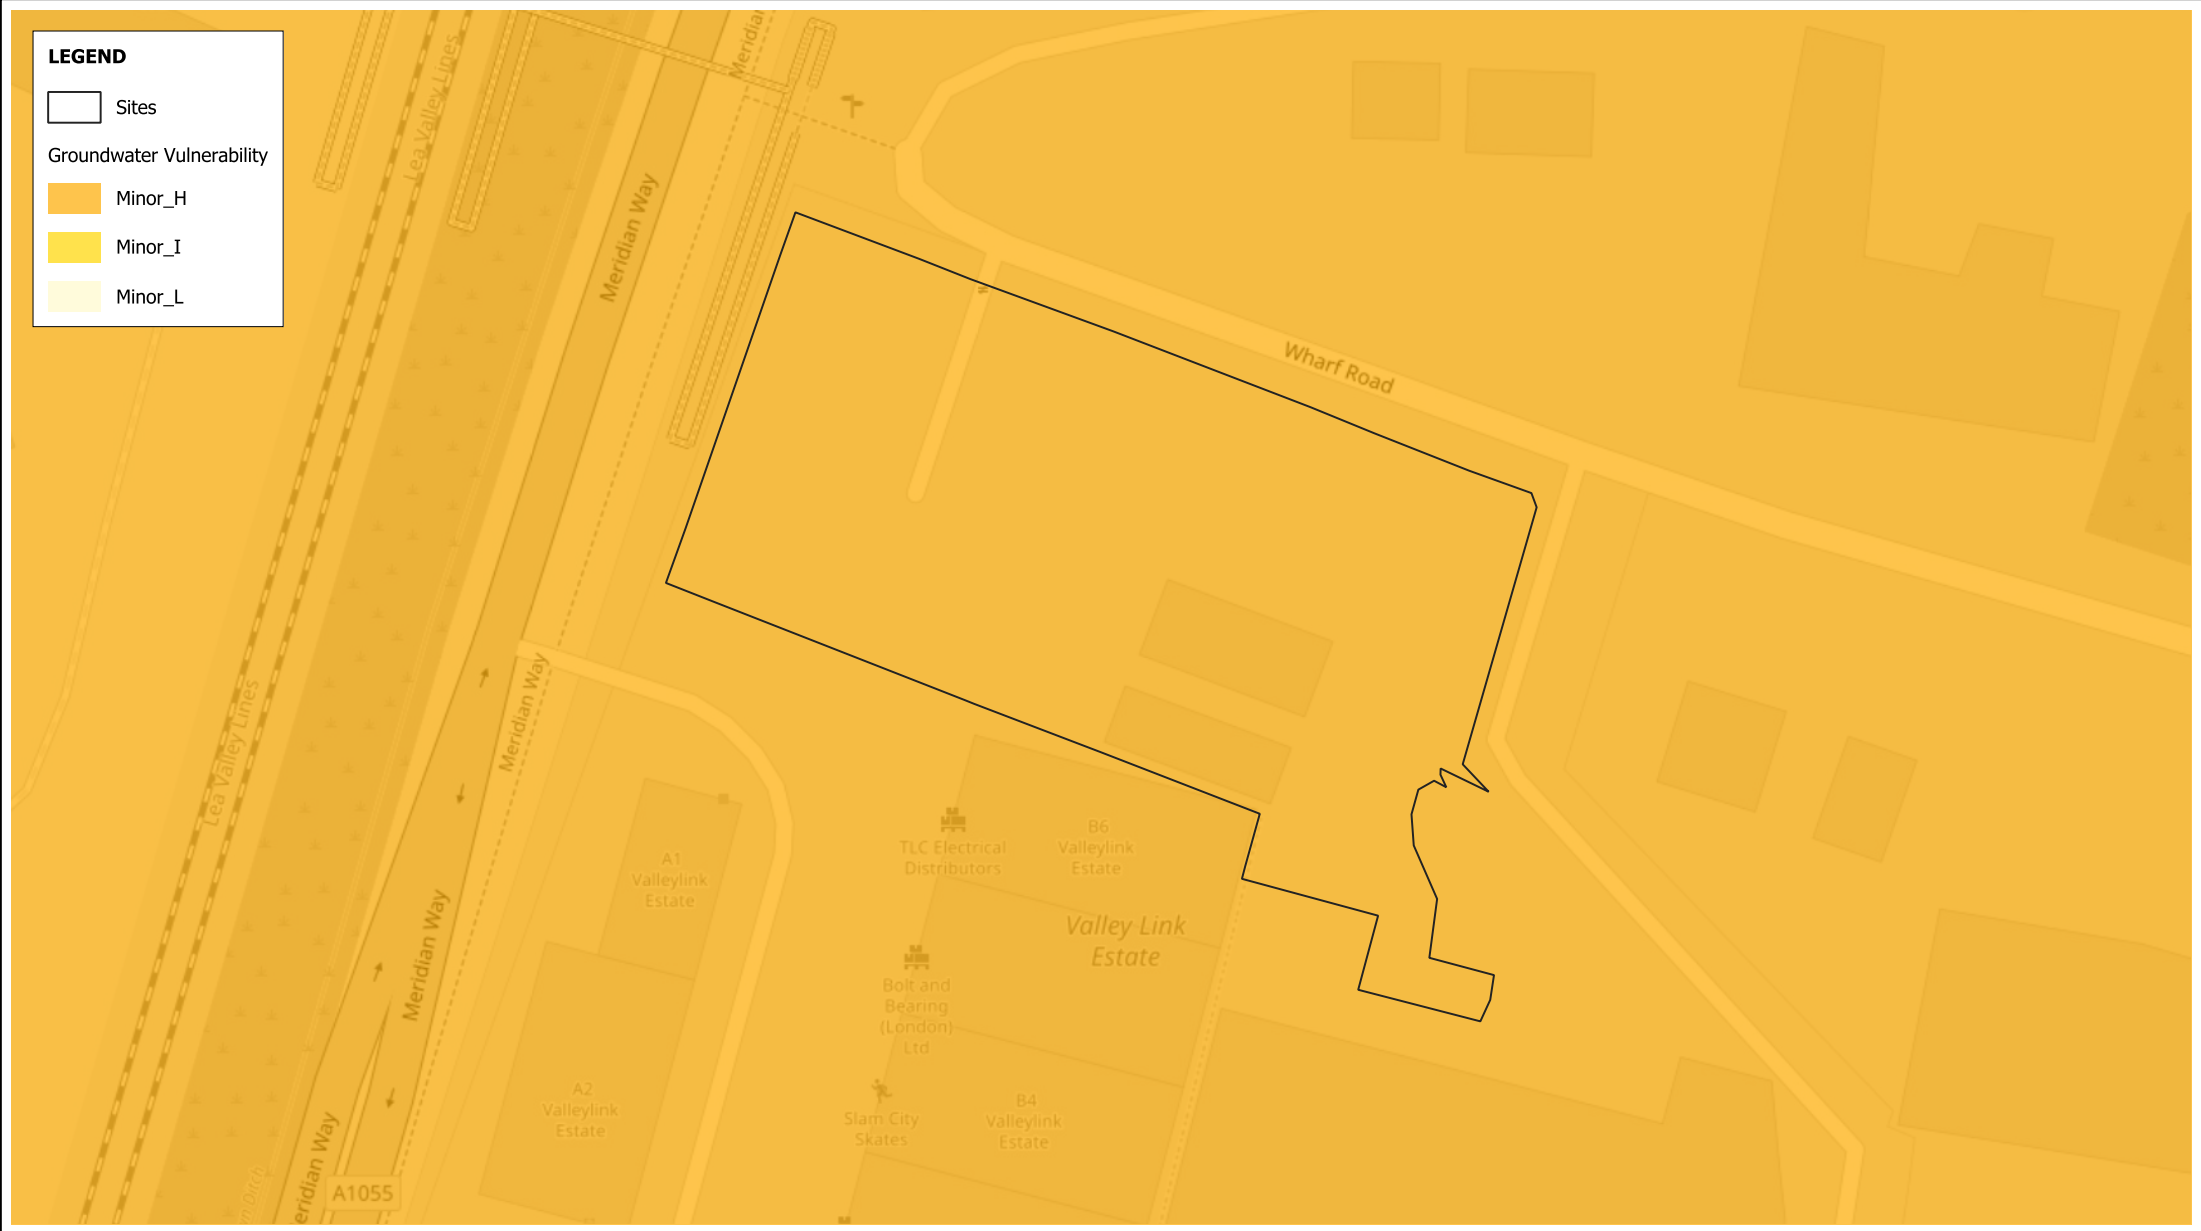 LEGEND
Sites
Groundwater Vulnerability
Minor_H
Minor_I
Minor_L
Lea Valley Lines
Meridian
Meridian Way
Wharf Road
Lea Valley Lines
Meridian Way
A1
Valleylink
Estate
TLC Electrical
Distributors
B6
Valleylink
Estate
Valley Link
Estate
Meridian Way
Bolt and
Bearing
(London)
Ltd
A2
Valleylink
Estate
Slam City
Skates
B4
Valleylink
Estate
eridian Way
A1055
Ditch